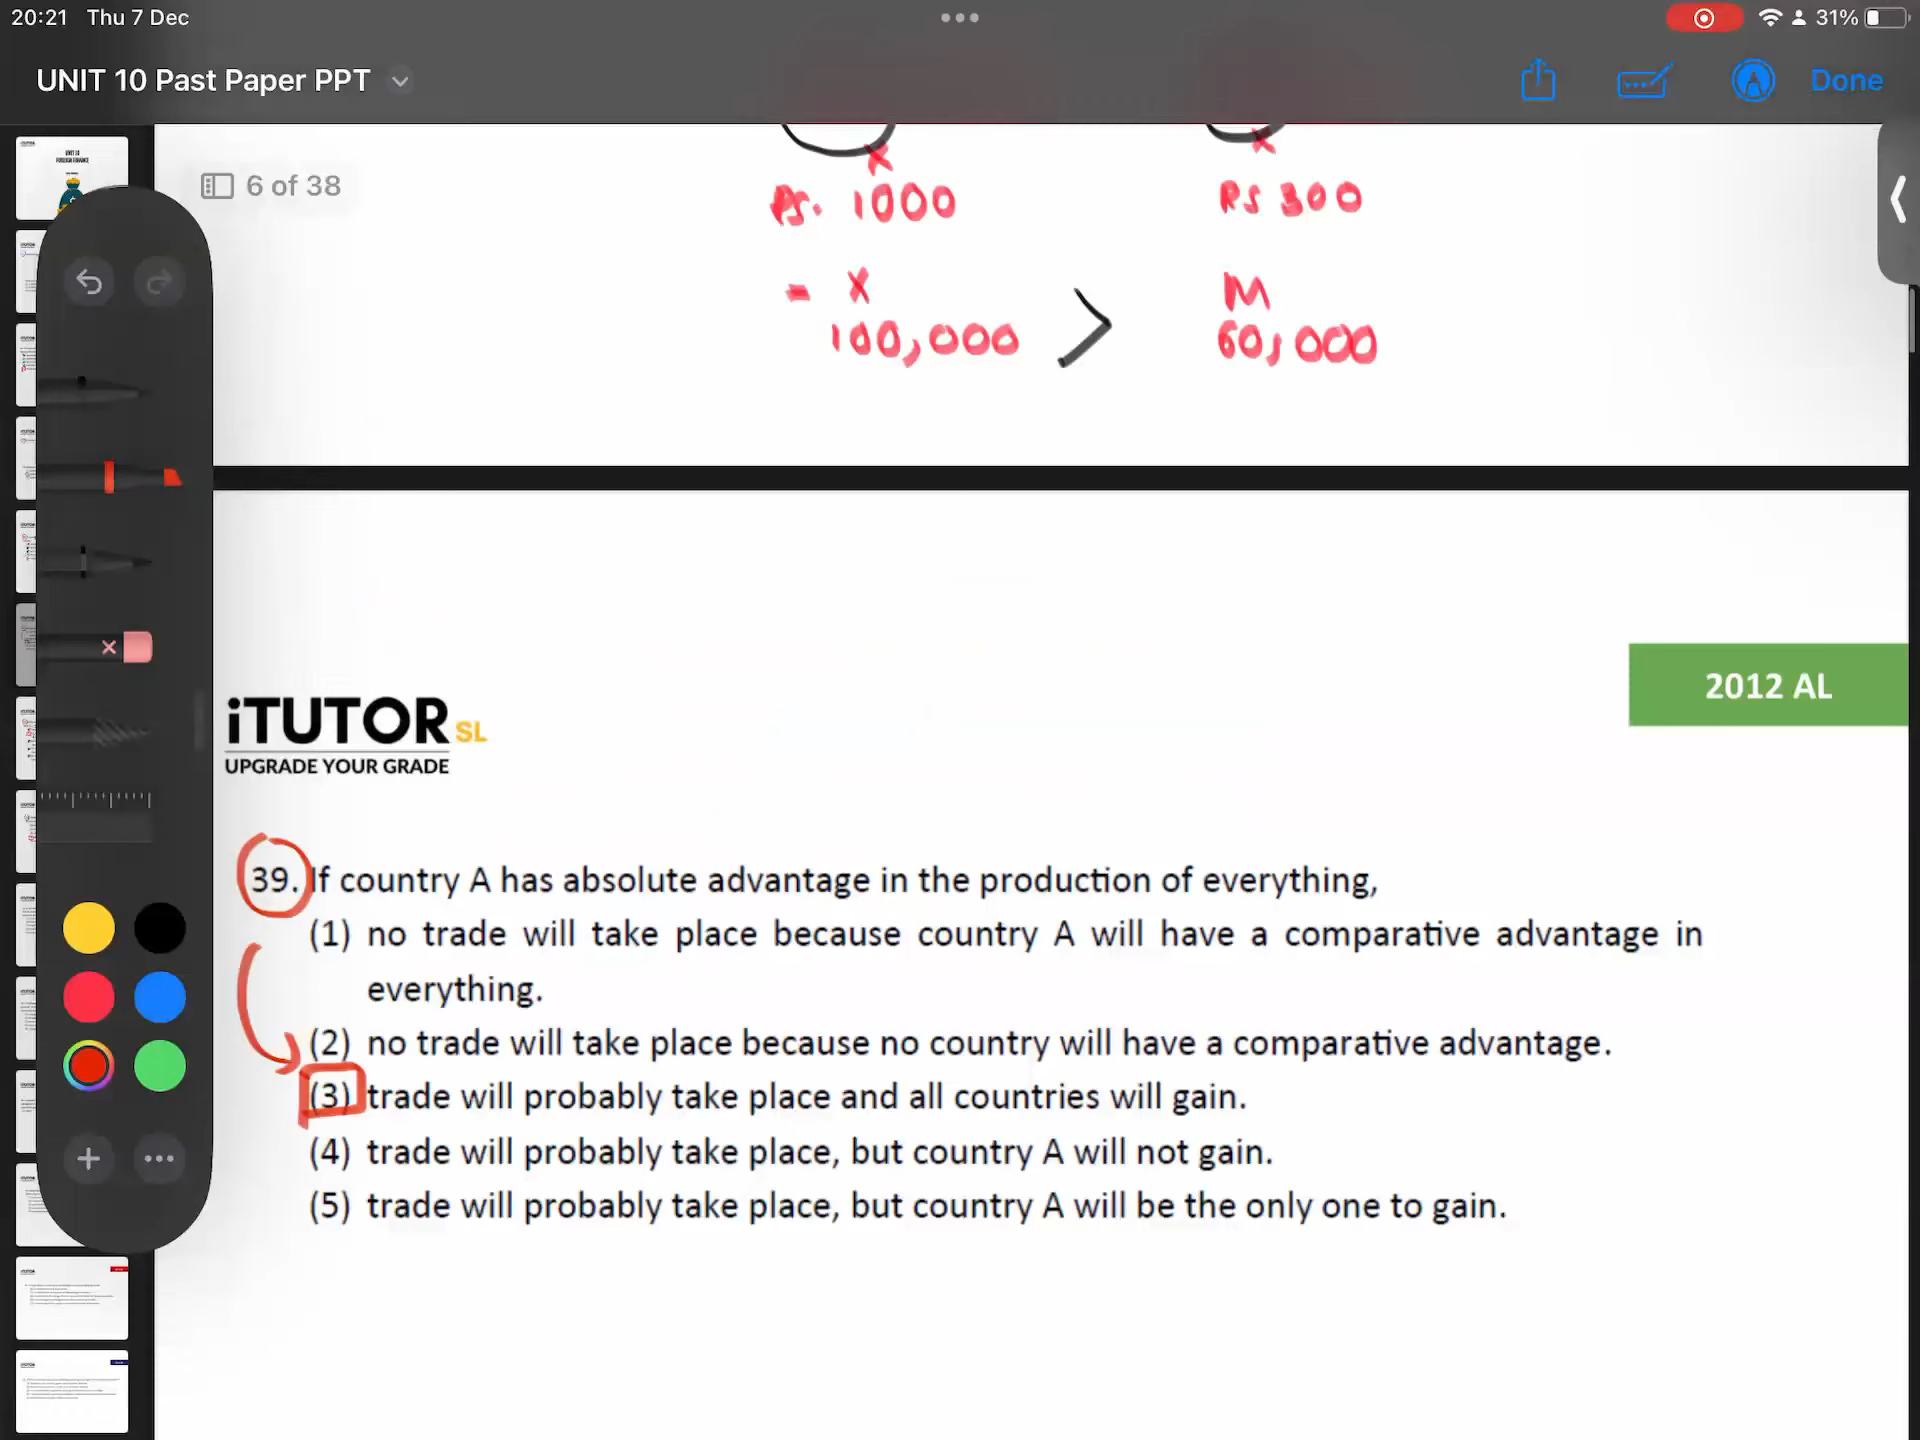 20:21 Thu 7 Dec
31%
UNIT 10 Past Paper PPT
Done
6 of 38
x
x
Rs. 1000
Rs 300
= X
M
100,000 > 60,000
2012 AL
iTUTOR SL
UPGRADE YOUR GRADE
39. If country A has absolute advantage in the production of everything,
(1) no trade will take place because country A will have a comparative advantage in
everything.
(2) no trade will take place because no country will have a comparative advantage.
(3) trade will probably take place and all countries will gain.
(4) trade will probably take place, but country A will not gain.
(5) trade will probably take place, but country A will be the only one to gain.